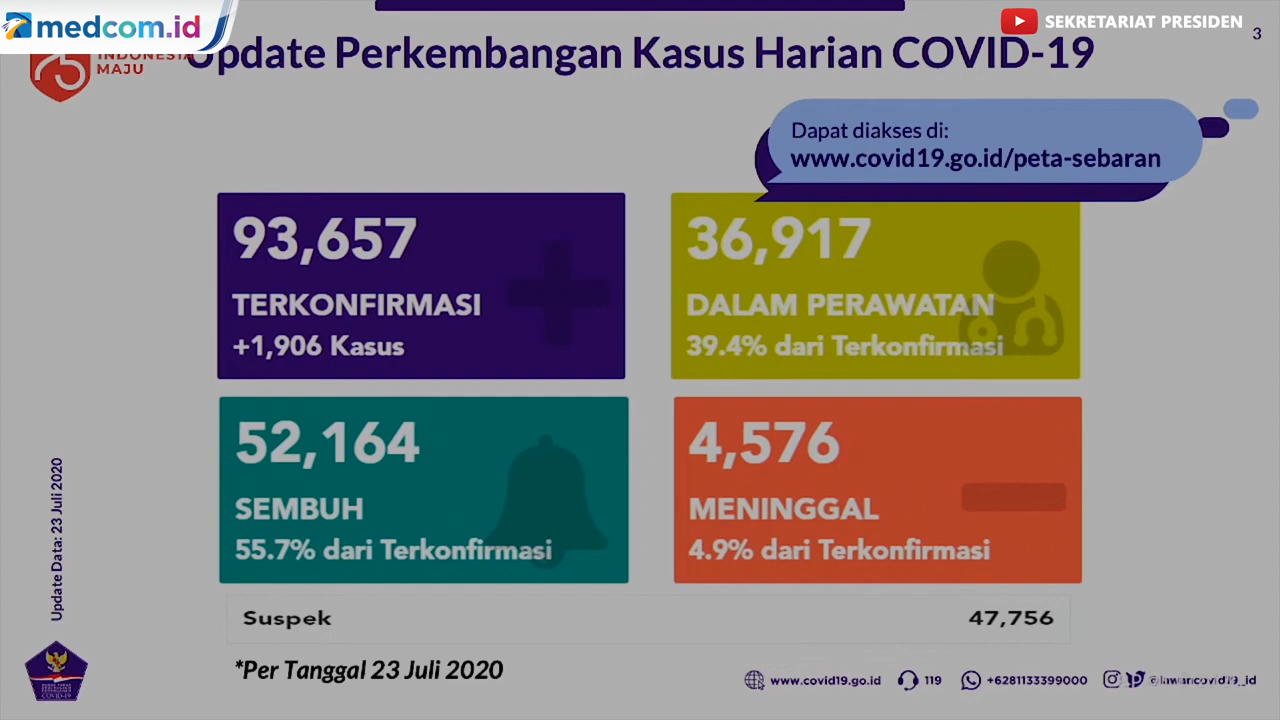 medcom.id
SEKRETARIAT PRESIDEN
3
INDONESIA
MAJU
Update Perkembangan Kasus Harian COVID-19
Dapat diakses di:
www.covid19.go.id/peta-sebaran
93,657
TERKONFIRMASI
+1,906 Kasus
36,917
DALAM PERAWATAN
39.4% dari Terkonfirmasi
52,164
SEMBUH
55.7% dari Terkonfirmasi
4,576
MENINGGAL
4.9% dari Terkonfirmasi
Suspek 47,756
*Per Tanggal 23 Juli 2020
Update Data: 23 Juli 2020
COVID-19
www.covid19.go.id 119 +6281133399000 @lawancovid19_id